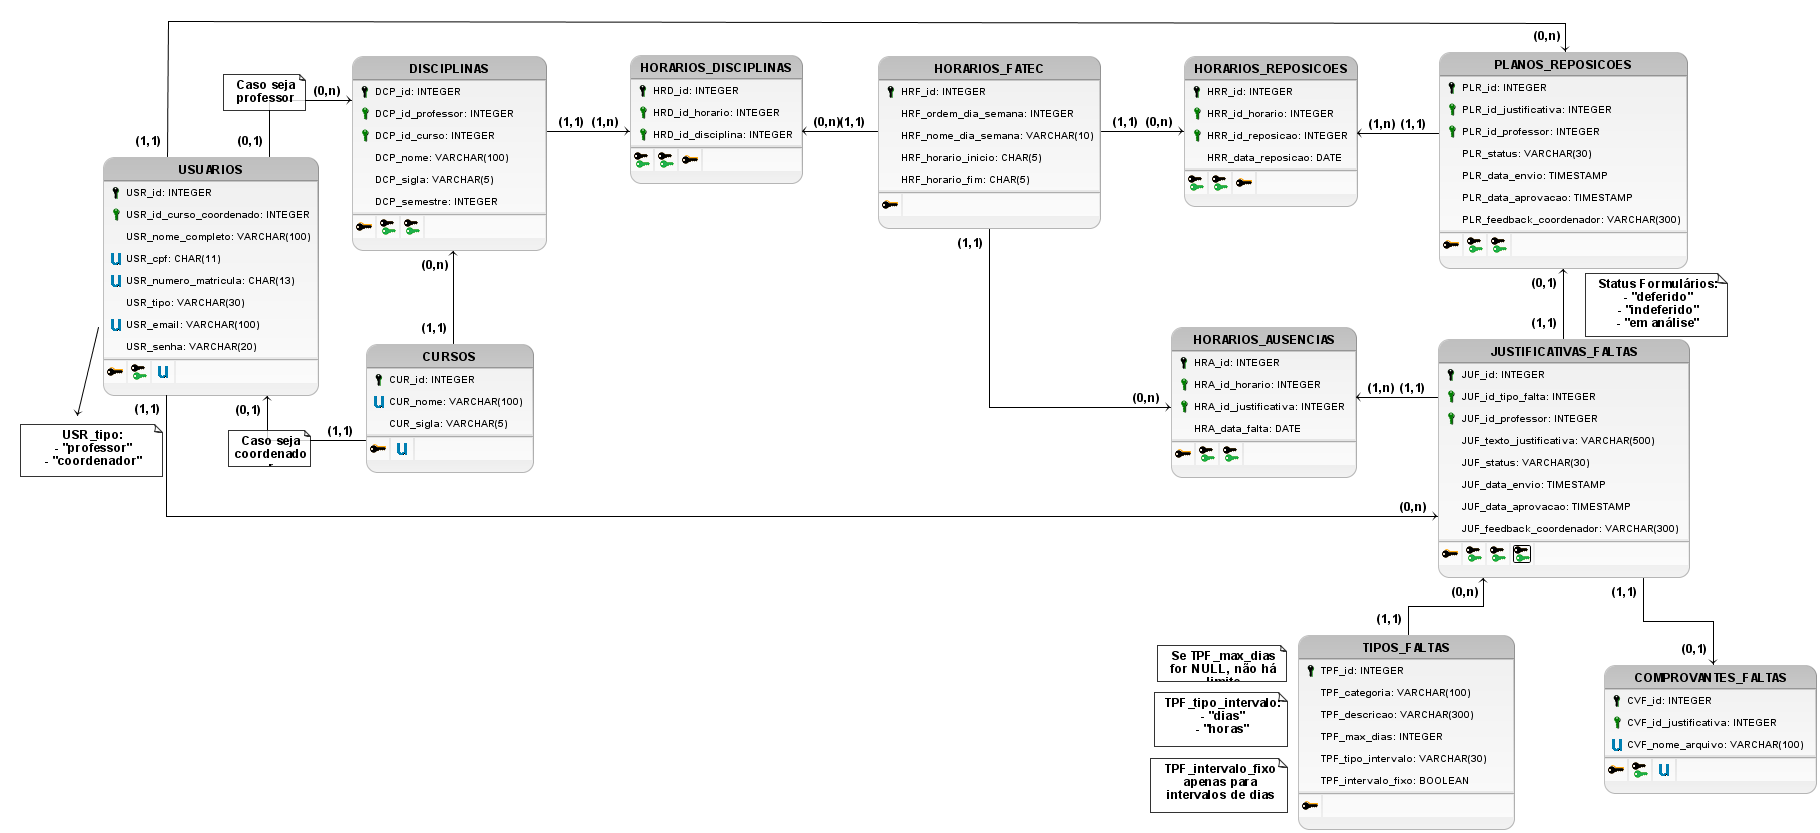 (0,n)
Caso seja
professor
(0,n)
(1,1)
(0,1)
USUARIOS
USR_id: INTEGER
USR_id_curso_coordenado: INTEGER
USR_nome_completo: VARCHAR(100)
USR_cpf: CHAR(11)
USR_numero_matricula: CHAR(13)
USR_tipo: VARCHAR(30)
USR_email: VARCHAR(100)
USR_senha: VARCHAR(20)
(1,1)
(0,1)
USR_tipo:
- "professor"
- "coordenador"
Caso seja
coordenado
(1,1)
DISCIPLINAS
DCP_id: INTEGER
DCP_id_professor: INTEGER
DCP_id_curso: INTEGER
DCP_nome: VARCHAR(100)
DCP_sigla: VARCHAR(5)
DCP_semestre: INTEGER
(0,n)
(1,1)
CURSOS
CUR_id: INTEGER
CUR_nome: VARCHAR(100)
CUR_sigla: VARCHAR(5)
(1,1) (1,n)
HORARIOS_DISCIPLINAS
HRD_id: INTEGER
HRD_id_horario: INTEGER
HRD_id_disciplina: INTEGER
(0,n)(1,1)
HORARIOS_FATEC
HRF_id: INTEGER
HRF_ordem_dia_semana: INTEGER
HRF_nome_dia_semana: VARCHAR(10)
HRF_horario_inicio: CHAR(5)
HRF_horario_fim: CHAR(5)
(1,1)
(1,1) (0,n)
HORARIOS_REPOSICOES
HRR_id: INTEGER
HRR_id_horario: INTEGER
HRR_id_reposicao: INTEGER
HRR_data_reposicao: DATE
(1,n) (1,1)
PLANOS_REPOSICOES
PLR_id: INTEGER
PLR_id_justificativa: INTEGER
PLR_id_professor: INTEGER
PLR_status: VARCHAR(30)
PLR_data_envio: TIMESTAMP
PLR_data_aprovacao: TIMESTAMP
PLR_feedback_coordenador: VARCHAR(300)
(0,1)
(1,1)
Status Formulários:
- "deferido"
- "indeferido"
- "em análise"
HORARIOS_AUSENCIAS
HRA_id: INTEGER
HRA_id_horario: INTEGER
HRA_id_justificativa: INTEGER
HRA_data_falta: DATE
(0,n)
(1,n) (1,1)
JUSTIFICATIVAS_FALTAS
JUF_id: INTEGER
JUF_id_tipo_falta: INTEGER
JUF_id_professor: INTEGER
JUF_texto_justificativa: VARCHAR(500)
JUF_status: VARCHAR(30)
JUF_data_envio: TIMESTAMP
JUF_data_aprovacao: TIMESTAMP
JUF_feedback_coordenador: VARCHAR(300)
(0,n)
(0,n)
(1,1)
(1,1)
(0,1)
Se TPF_max_dias
for NULL, não há
limite
TPF_tipo_intervalo:
- "dias"
- "horas"
TPF_intervalo_fixo
apenas para
intervalos de dias
TIPOS_FALTAS
TPF_id: INTEGER
TPF_categoria: VARCHAR(100)
TPF_descricao: VARCHAR(300)
TPF_max_dias: INTEGER
TPF_tipo_intervalo: VARCHAR(30)
TPF_intervalo_fixo: BOOLEAN
COMPROVANTES_FALTAS
CVF_id: INTEGER
CVF_id_justificativa: INTEGER
CVF_nome_arquivo: VARCHAR(100)